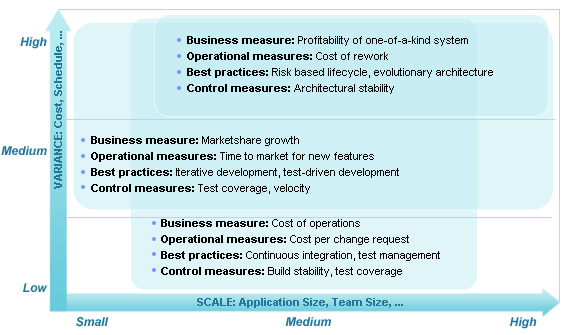 High
Business measure: Profitability of one-of-a-kind system
Operational measures: Cost of rework
Best practices: Risk based lifecycle, evolutionary architecture
Control measures: Architectural stability
VARIANCE: Cost, Schedule, ...
Medium
Business measure: Marketshare growth
Operational measures: Time to market for new features
Best practices: Iterative development, test-driven development
Control measures: Test coverage, velocity
Business measure: Cost of operations
Operational measures: Cost per change request
Best practices: Continuous integration, test management
Control measures: Build stability, test coverage
Low
SCALE: Application Size, Team Size, ...
Small Medium High